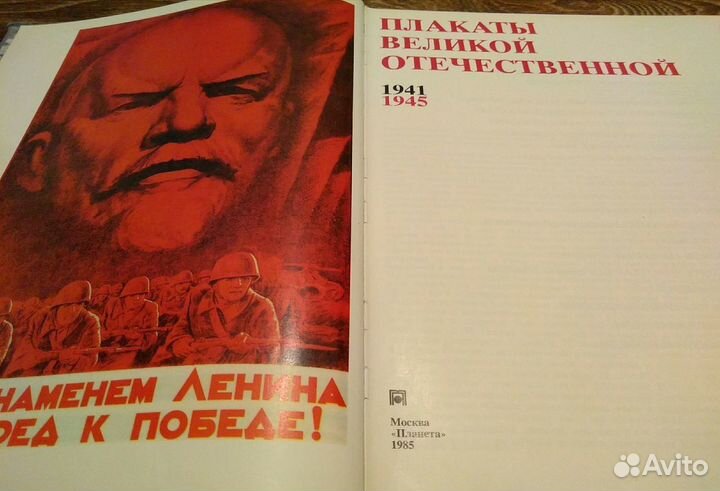 НАМЕНЕМ ЛЕНИНА
РЕД К ПОБЕДЕ!
ПЛАКАТЫ
ВЕЛИКОЙ
ОТЕЧЕСТВЕННОЙ
1941
1945
Москва
«Планета»
1985
Avito